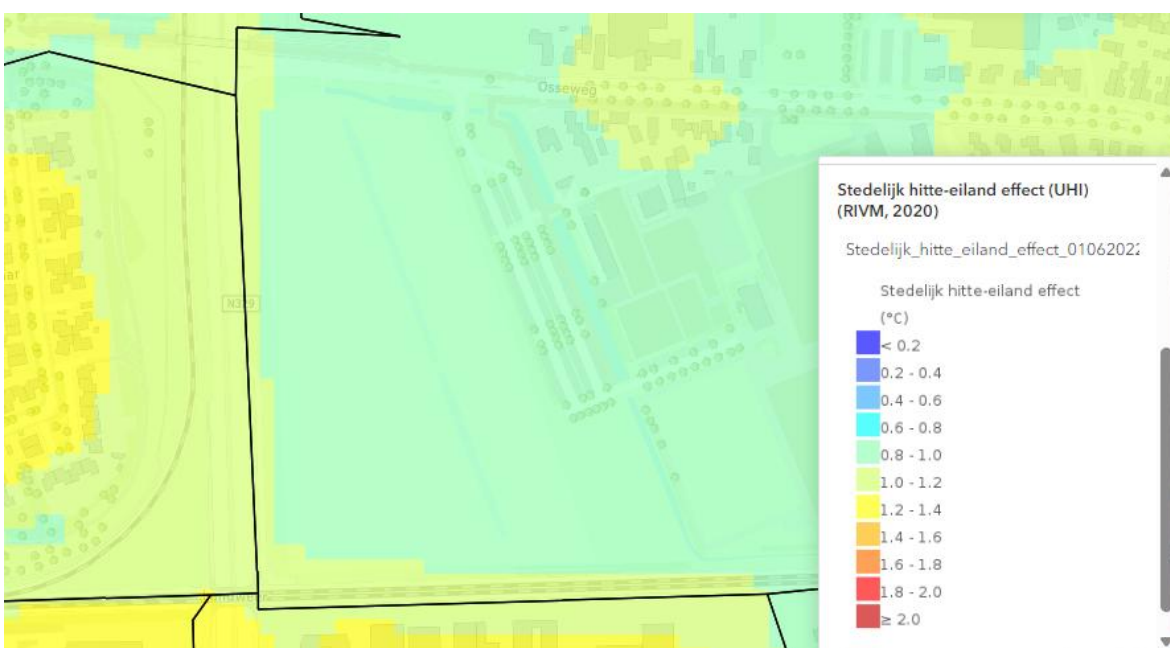 Osseweg
Stedelijk hitte-eiland effect (UHI)
(RIVM, 2020)
Stedelijk_hitte_eiland_effect_01062022
Stedelijk hitte-eiland effect
(°C)
< 0.2
0.2 - 0.4
0.4 - 0.6
0.6 - 0.8
0.8 - 1.0
1.0 - 1.2
1.2 - 1.4
1.4 - 1.6
1.6 - 1.8
1.8 - 2.0
≥ 2.0
N329